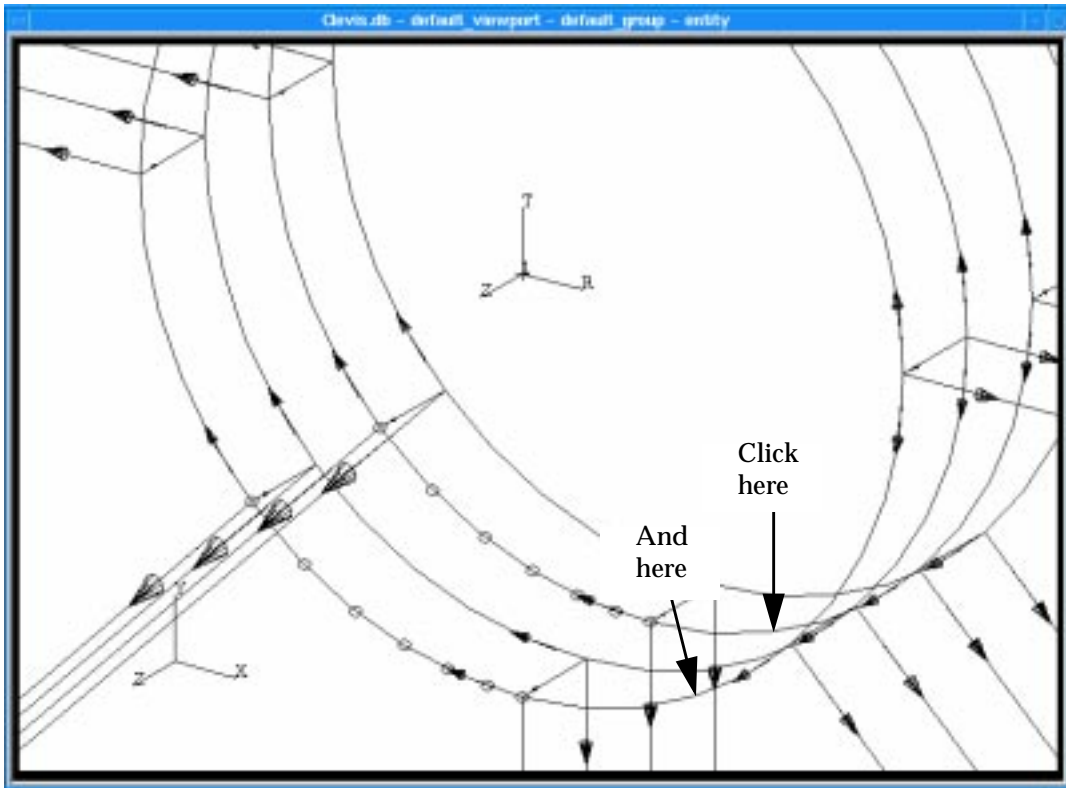 Clevis.db - default_viewport - default_group - entity
T
Z
R
Click
here
And
here
Y
Z
X